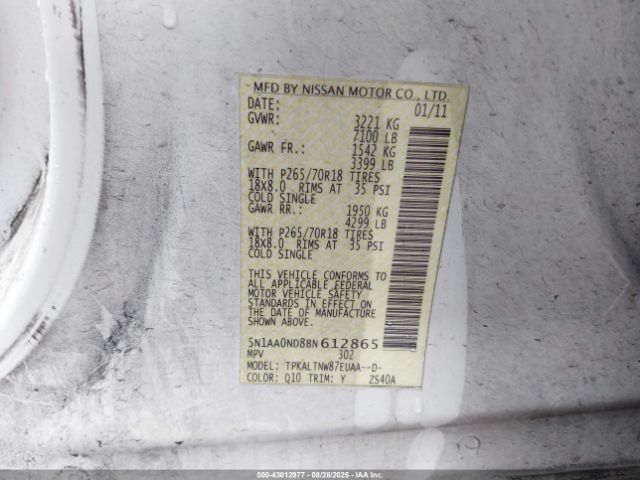 MFD BY NISSAN MOTOR CO., LTD.
DATE: 01/11
GVWR: 3221 KG
7100 LB
GAWR FR.: 1542 KG
3399 LB
WITH P265/70R18 TIRES
18X8.0 RIMS AT 35 PSI
COLD SINGLE
GAWR RR.: 1950 KG
4299 LB
WITH P265/70R18 TIRES
18X8.0 RIMS AT 35 PSI
COLD SINGLE
THIS VEHICLE CONFORMS TO
ALL APPLICABLE FEDERAL
MOTOR VEHICLE SAFETY
STANDARDS IN EFFECT ON
THE DATE OF MANUFACTURE
SHOWN ABOVE.
5N1AA0ND8BN612865
MPV 302
MODEL: TPKALTNW87EUAA--D-
COLOR: Q10 TRIM: Y ZS40A
000-43012977 — 08/28/2025 — IAA, Inc.